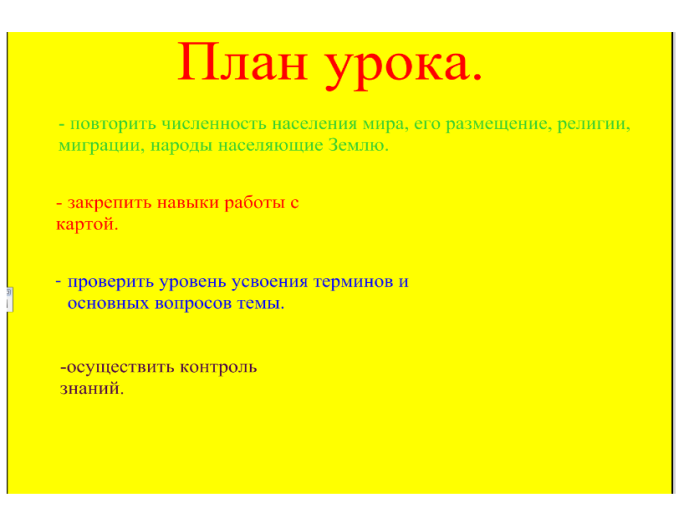 План урока.
- повторить численность населения мира, его размещение, религии,
миграции, народы населяющие Землю.
- закрепить навыки работы с
картой.
- проверить уровень усвоения терминов и
основных вопросов темы.
-осуществить контроль
знаний.